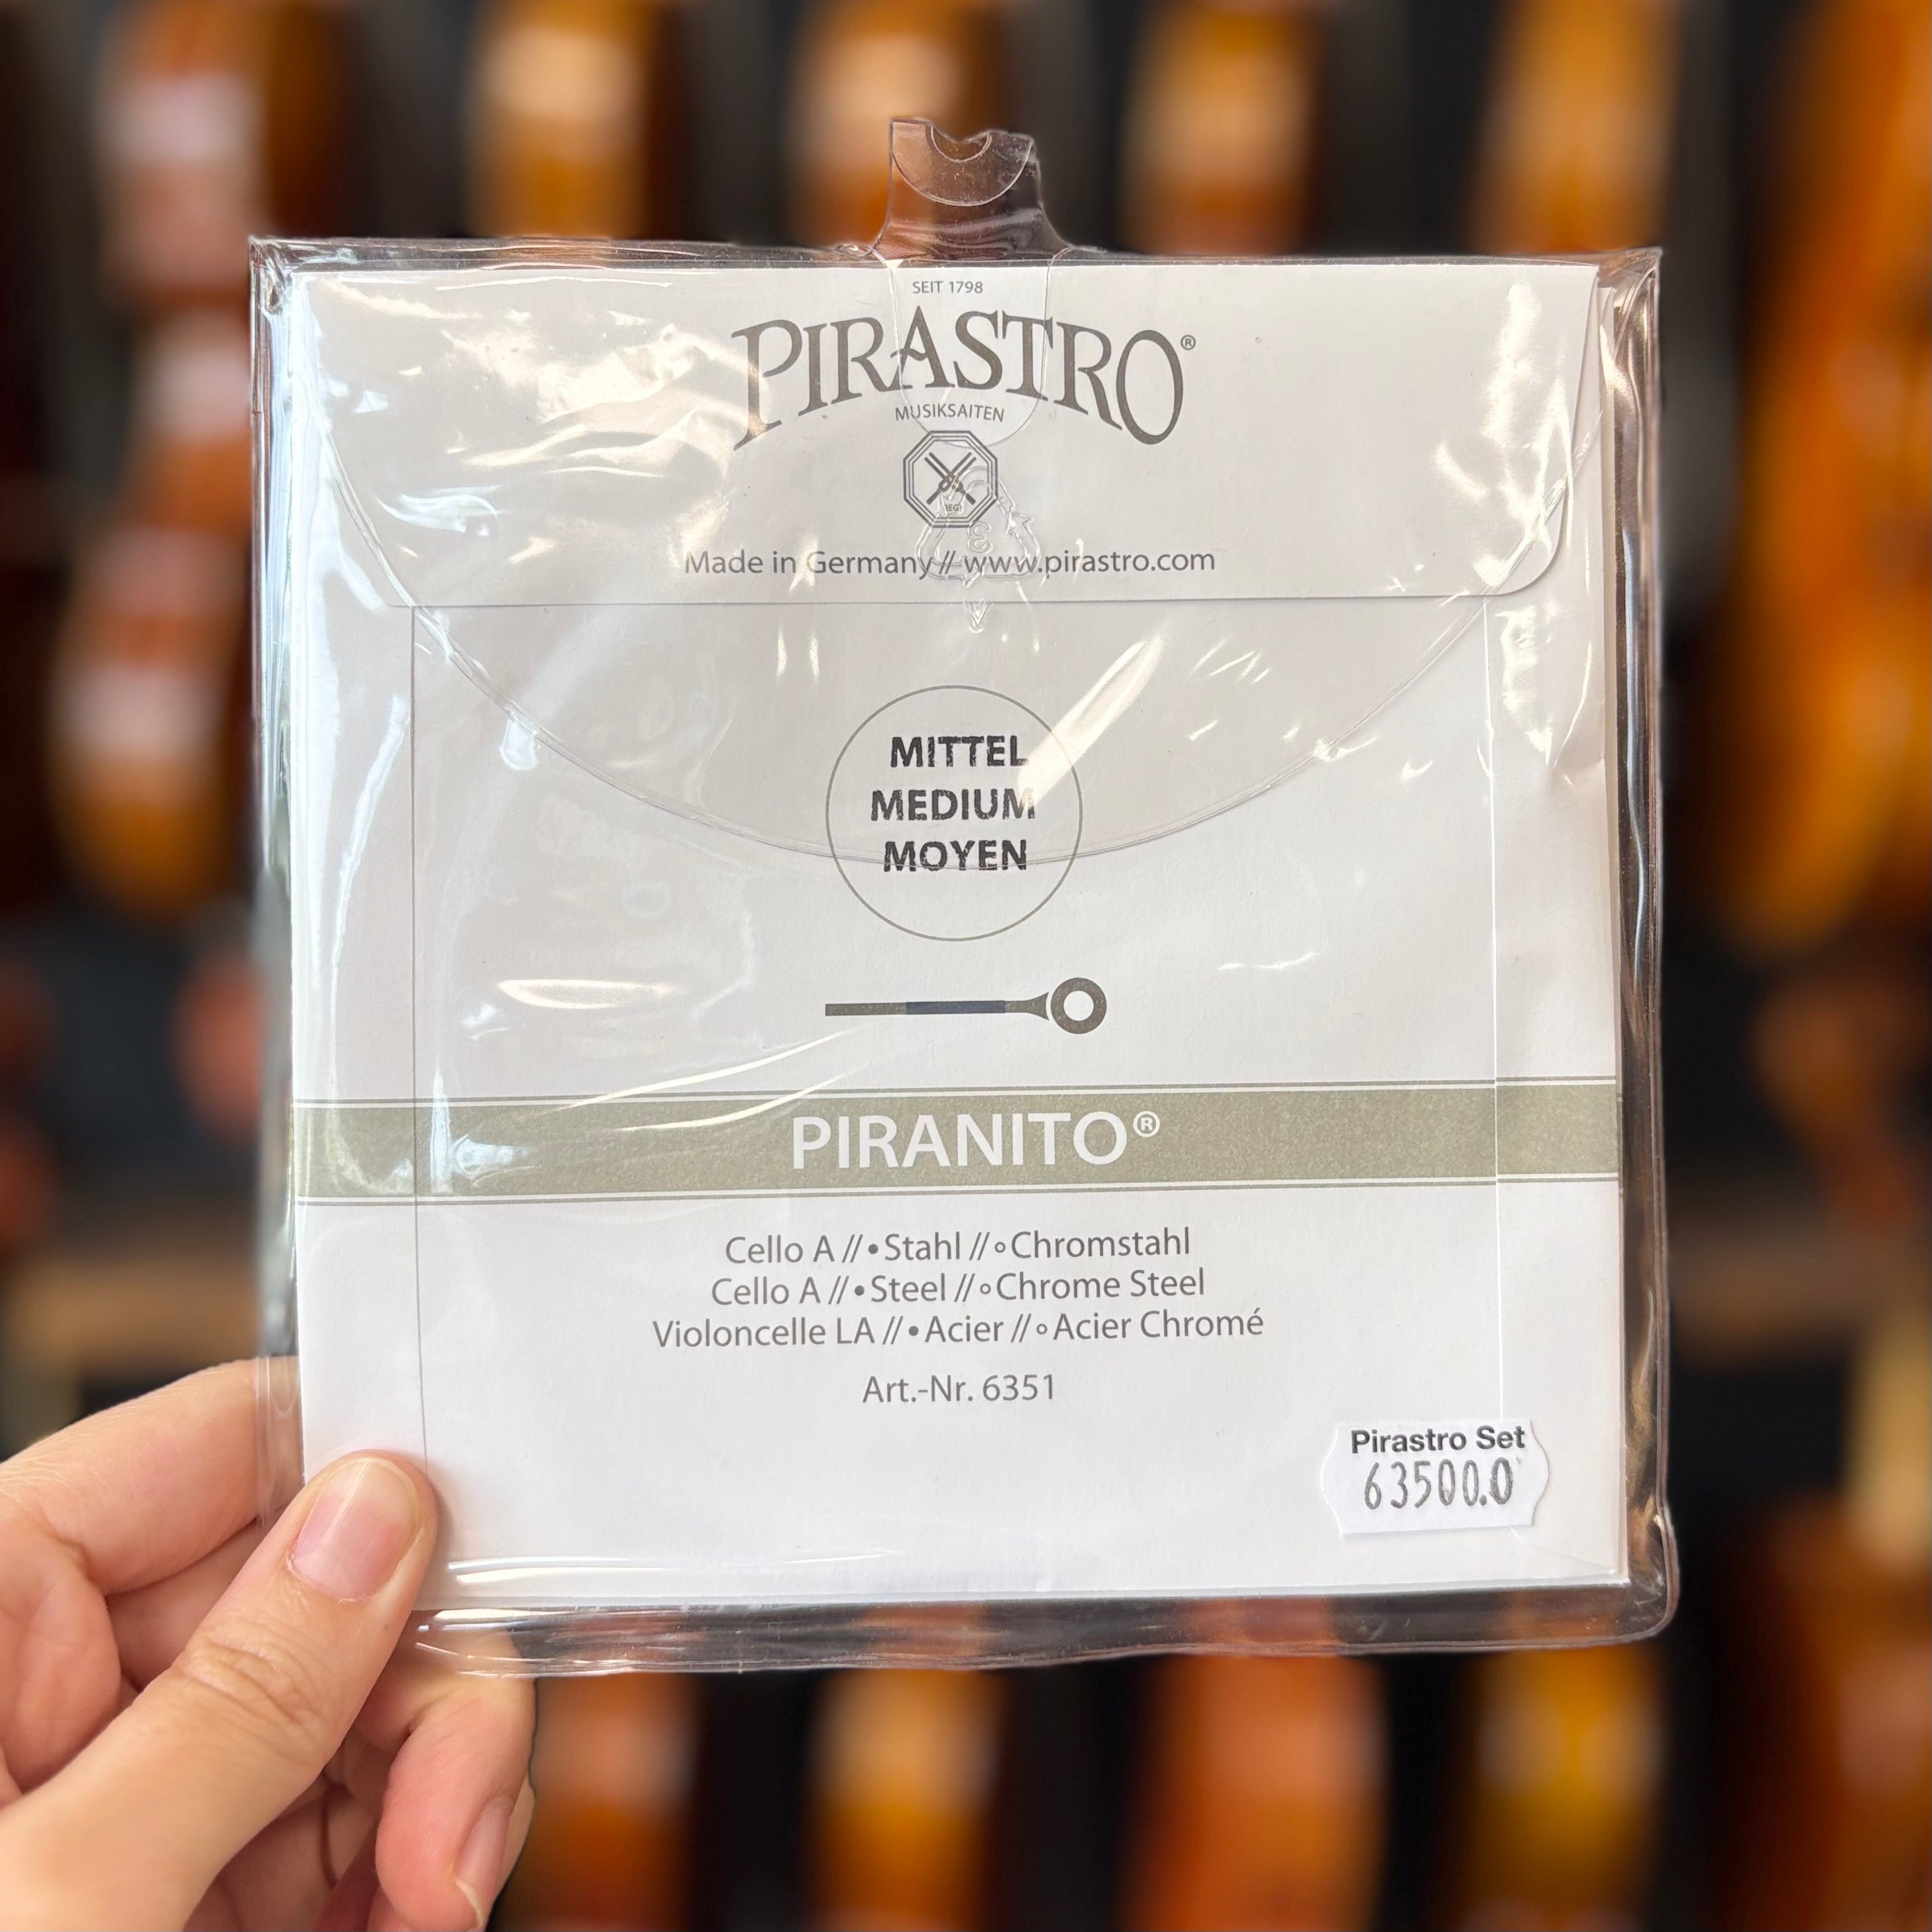 SEIT 1798
PIRASTRO®
MUSIKSAITEN
Made in Germany // www.pirastro.com
MITTEL
MEDIUM
MOYEN
PIRANITO®
Cello A // • Stahl // ∘ Chromstahl
Cello A // • Steel // ∘ Chrome Steel
Violoncelle LA // • Acier // ∘ Acier Chromé
Art.-Nr. 6351
Pirastro Set
63500.0